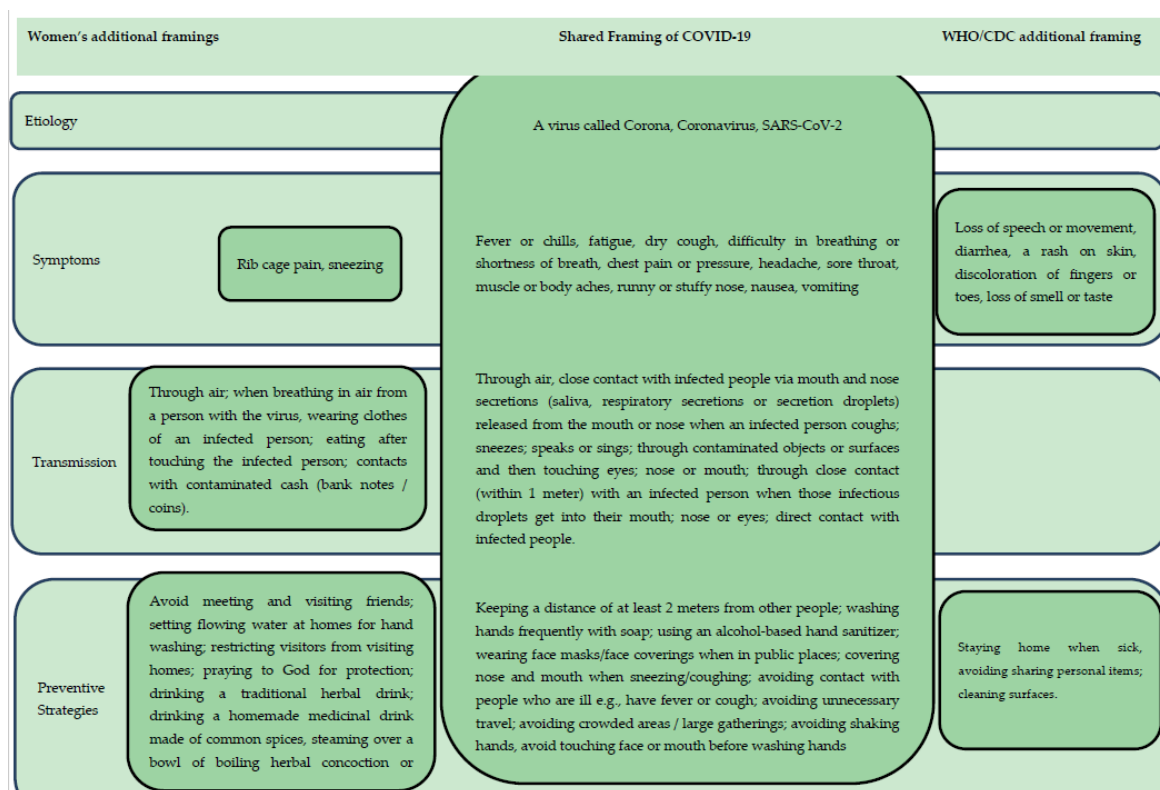 Women's additional framings
Shared Framing of COVID-19
WHO/CDC additional framing
Etiology
A virus called Corona, Coronavirus, SARS-CoV-2
Symptoms
Rib cage pain, sneezing
Fever or chills, fatigue, dry cough, difficulty in breathing or
shortness of breath, chest pain or pressure, headache, sore throat,
muscle or body aches, runny or stuffy nose, nausea, vomiting
Loss of speech or movement,
diarrhea, a rash on skin,
discoloration of fingers or
toes, loss of smell or taste
Transmission
Through air; when breathing in air from
a person with the virus, wearing clothes
of an infected person; eating after
touching the infected person; contacts
with contaminated cash (bank notes /
coins).
Through air, close contact with infected people via mouth and nose
secretions (saliva, respiratory secretions or secretion droplets)
released from the mouth or nose when an infected person coughs;
sneezes; speaks or sings; through contaminated objects or surfaces
and then touching eyes; nose or mouth; through close contact
(within 1 meter) with an infected person when those infectious
droplets get into their mouth; nose or eyes; direct contact with
infected people.
Preventive
Strategies
Avoid meeting and visiting friends;
setting flowing water at homes for hand
washing; restricting visitors from visiting
homes; praying to God for protection;
drinking a traditional herbal drink;
drinking a homemade medicinal drink
made of common spices, steaming over a
bowl of boiling herbal concoction or
Keeping a distance of at least 2 meters from other people; washing
hands frequently with soap; using an alcohol-based hand sanitizer;
wearing face masks/face coverings when in public places; covering
nose and mouth when sneezing/coughing; avoiding contact with
people who are ill e.g., have fever or cough; avoiding unnecessary
travel; avoiding crowded areas / large gatherings; avoiding shaking
hands, avoid touching face or mouth before washing hands
Staying home when sick,
avoiding sharing personal items;
cleaning surfaces.